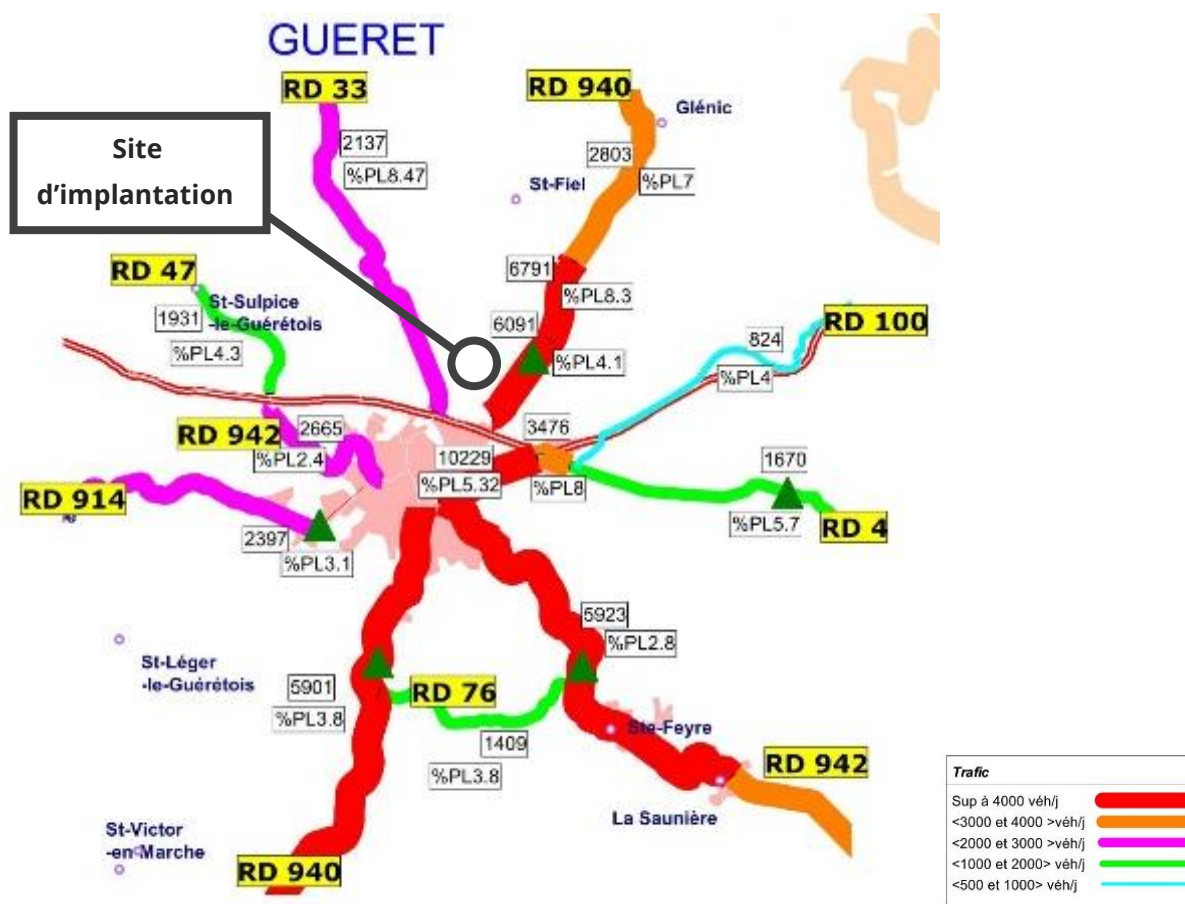 GUERET
RD 33
RD 940
Glénic
Site
d’implantation
2137
%PL8.47
2803
%PL7
St-Fiel
RD 47
St-Sulpice
-le-Guérétois
1931
%PL4.3
6791
%PL8.3
6091
%PL4.1
RD 100
824
%PL4
RD 942
2665
%PL2.4
3476
10229
%PL5.32
%PL8
1670
%PL5.7
RD 4
RD 914
2397
%PL3.1
5923
%PL2.8
St-Léger
-le-Guérétois
5901
%PL3.8
RD 76
1409
%PL3.8
Ste-Feyre
RD 942
La Saunière
St-Victor
-en-Marche
RD 940
Trafic
Sup à 4000 véh/j
<3000 et 4000 >véh/j
<2000 et 3000 >véh/j
<1000 et 2000> véh/j
<500 et 1000> véh/j